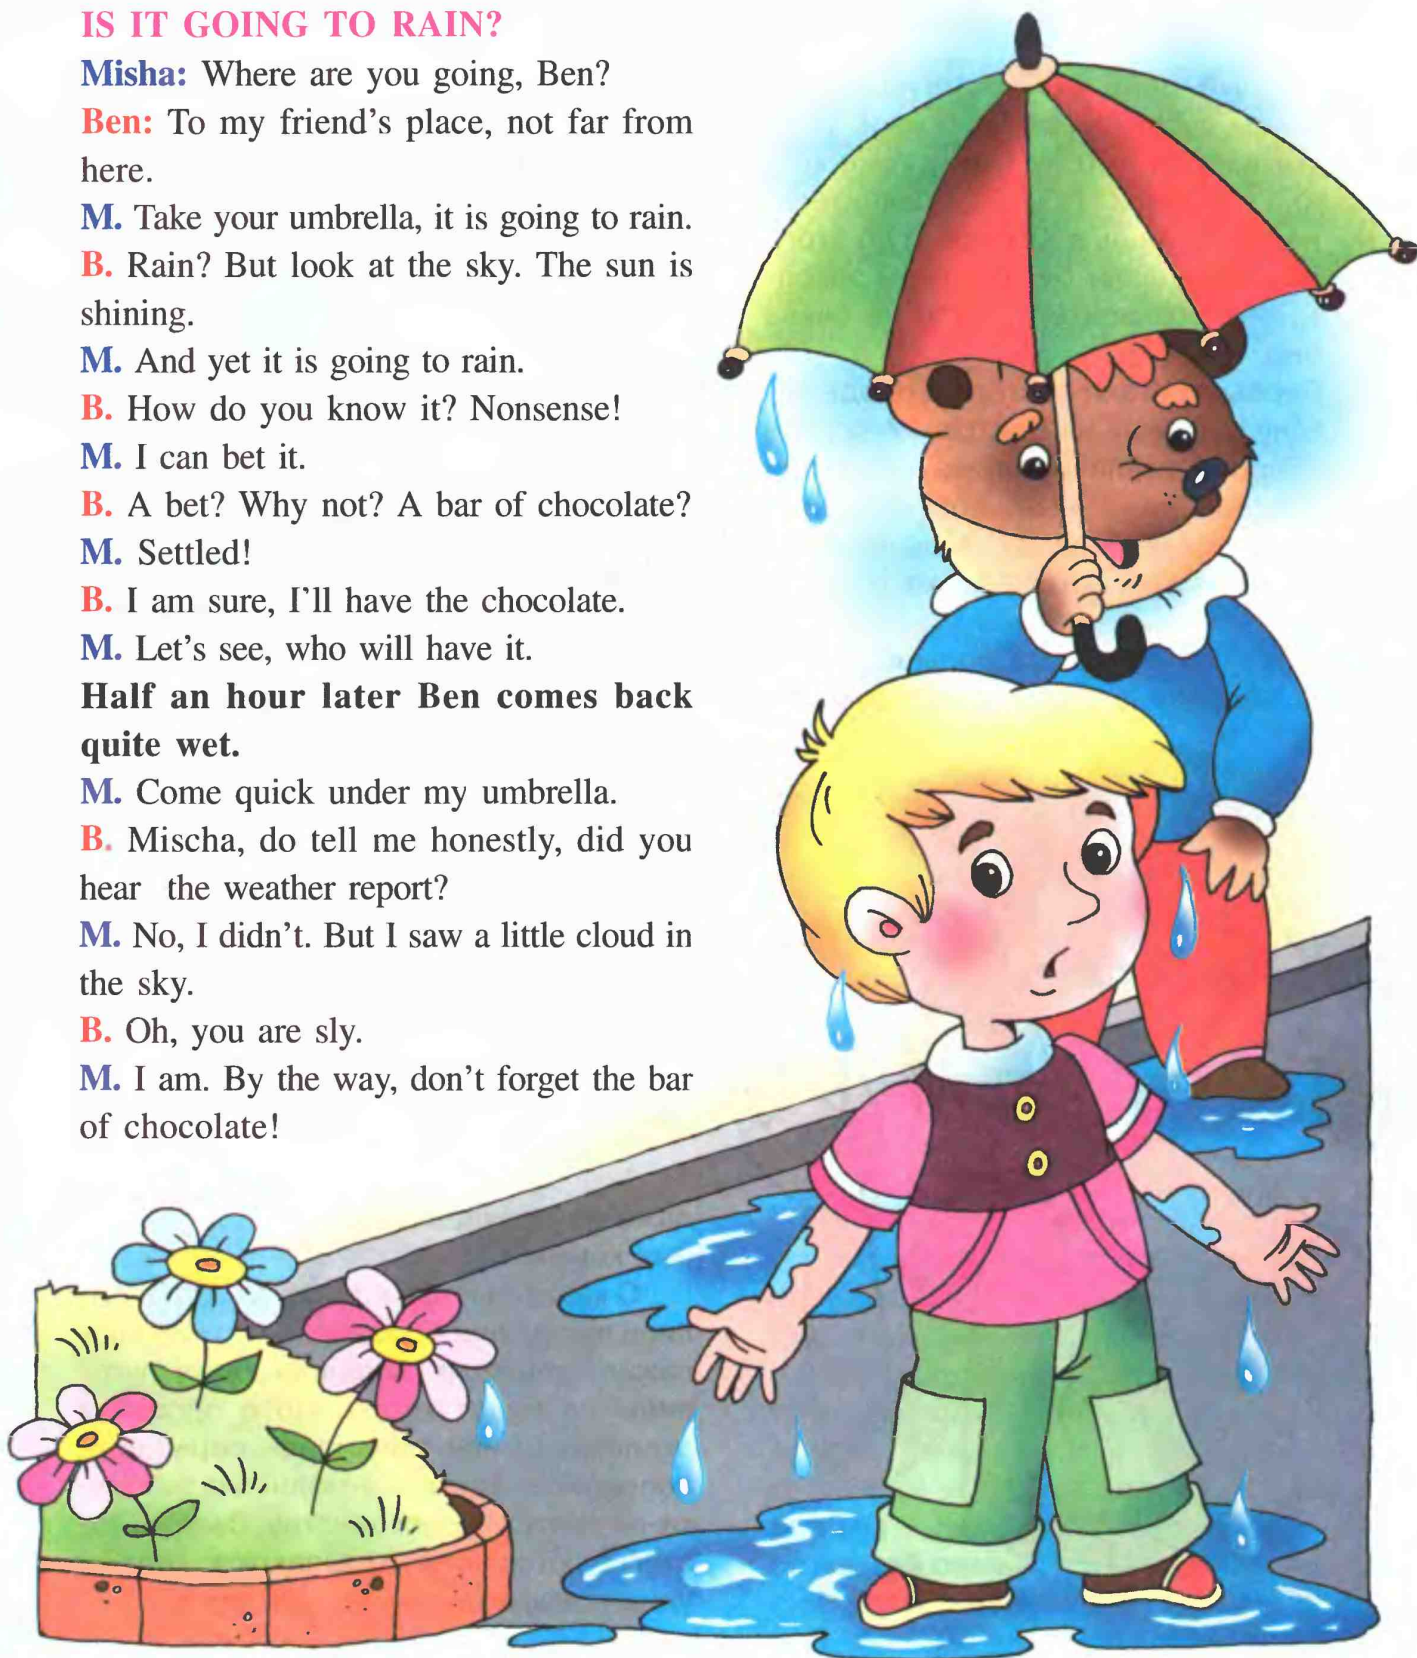 IS IT GOING TO RAIN?
Misha: Where are you going, Ben?
Ben: To my friend's place, not far from
here.
M. Take your umbrella, it is going to rain.
B. Rain? But look at the sky. The sun is
shining.
M. And yet it is going to rain.
B. How do you know it? Nonsense!
M. I can bet it.
B. A bet? Why not? A bar of chocolate?
M. Settled!
B. I am sure, I'll have the chocolate.
M. Let's see, who will have it.
Half an hour later Ben comes back
quite wet.
M. Come quick under my umbrella.
B. Mischa, do tell me honestly, did you
hear the weather report?
M. No, I didn't. But I saw a little cloud in
the sky.
B. Oh, you are sly.
M. I am. By the way, don't forget the bar
of chocolate!